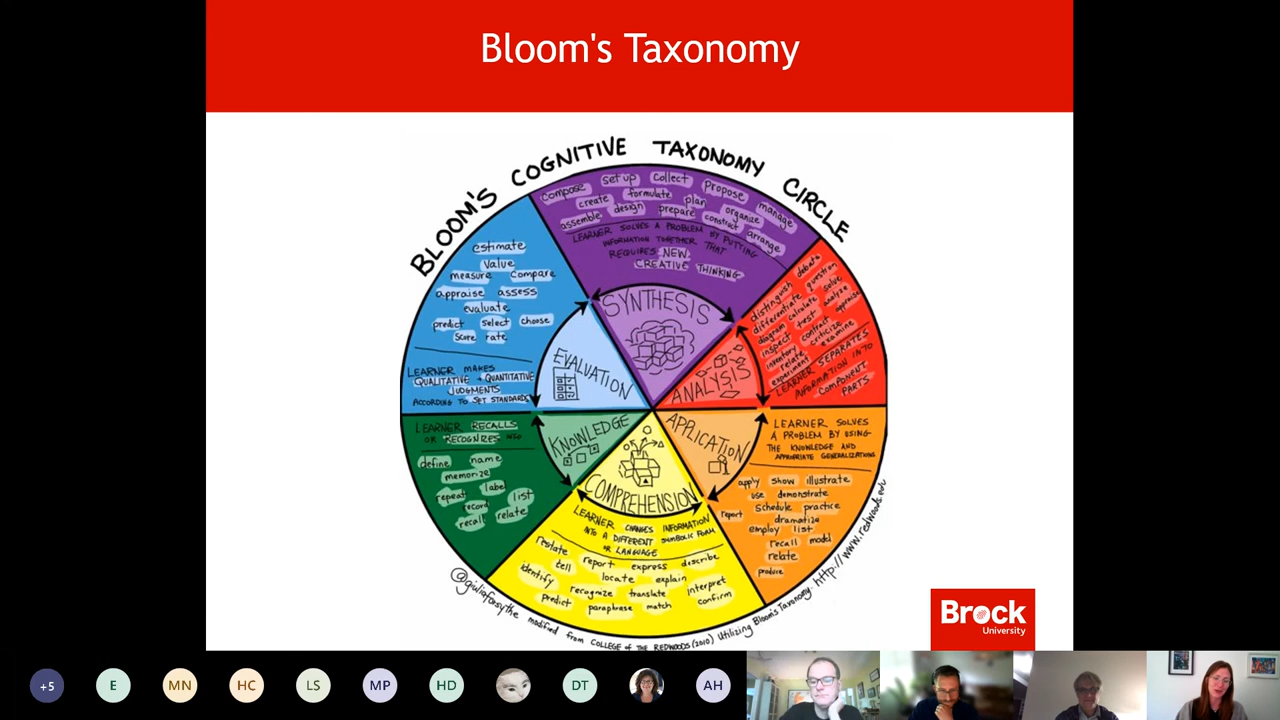 Bloom's Taxonomy
BLOOM'S COGNITIVE TAXONOMY CIRCLE
compose set up collect propose manage
create formulate plan organize
assemble design prepare construct arrange
LEARNER SOLVES A PROBLEM BY PUTTING
INFORMATION TOGETHER THAT
REQUIRES NEW,
CREATIVE THINKING
SYNTHESIS
distinguish debate
differentiate question
diagram calculate solve
inspect test analyze
inventory contrast appraise
relate criticize
experiment examine
LEARNER SEPARATES
INFORMATION INTO
COMPONENT
PARTS
ANALYSIS
LEARNER SOLVES
A PROBLEM BY USING
THE KNOWLEDGE AND
APPROPRIATE GENERALIZATIONS
APPLICATION
apply show illustrate
use demonstrate
schedule practice
report dramatize
employ list
recall model
relate
produce
COMPREHENSION
LEARNER CHANGES INFORMATION
INTO A DIFFERENT SYMBOLIC FORM
OR LANGUAGE
restate report express describe
tell locate explain
identify recognize translate interpret
predict paraphrase match confirm
KNOWLEDGE
LEARNER RECALLS
OR RECOGNIZES INFO
define name
memorize
repeat label
record list
recall relate
EVALUATION
estimate
value
measure compare
appraise assess
evaluate
predict select choose
score rate
LEARNER MAKES
QUALITATIVE + QUANTITATIVE
JUDGMENTS
ACCORDING TO SET STANDARDS
@giuliaforsythe modified from COLLEGE OF THE REDWOODS (2010) Utilizing Bloom's Taxonomy. http://www.redwoods.edu
Brock
University
+5 E MN HC LS MP HD DT AH